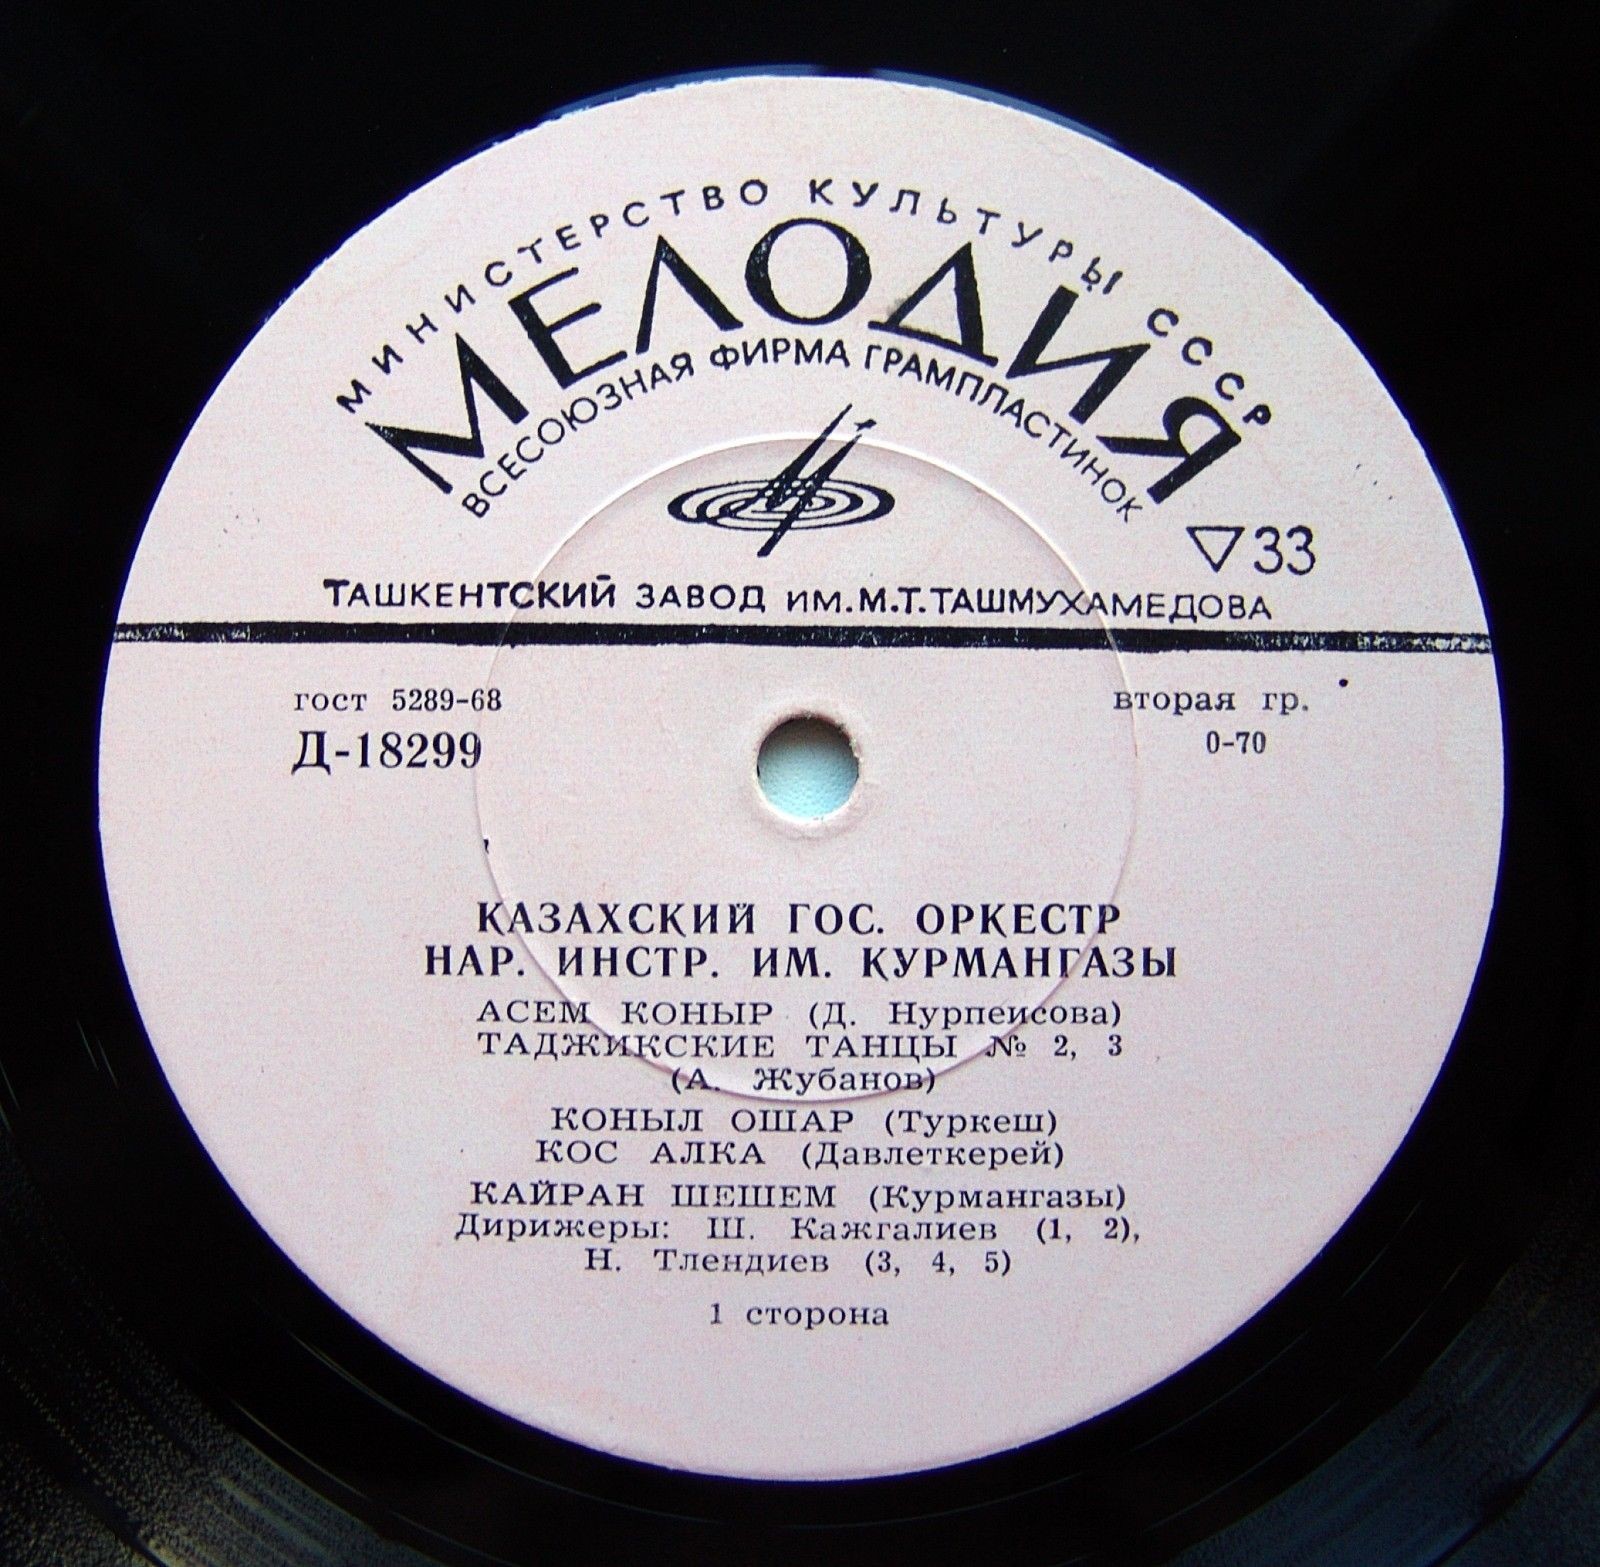 МИНИСТЕРСТВО КУЛЬТУРЫ СССР
МЕЛОДИЯ
ВСЕСОЮЗНАЯ ФИРМА ГРАМПЛАСТИНОК
▽33
ТАШКЕНТСКИЙ ЗАВОД ИМ.М.Т.ТАШМУХАМЕДОВА
гост 5289-68
вторая гр.
Д-18299
0-70
КАЗАХСКИЙ ГОС. ОРКЕСТР
НАР. ИНСТР. ИМ. КУРМАНГАЗЫ
АСЕМ КОНЫР (Д. Нурпеисова)
ТАДЖИКСКИЕ ТАНЦЫ № 2, 3
(А. Жубанов)
КОНЫЛ ОШАР (Туркеш)
КОС АЛКА (Давлеткерей)
КАЙРАН ШЕШЕМ (Курмангазы)
Дирижеры: Ш. Кажгалиев (1, 2),
Н. Тлендиев (3, 4, 5)
1 сторона